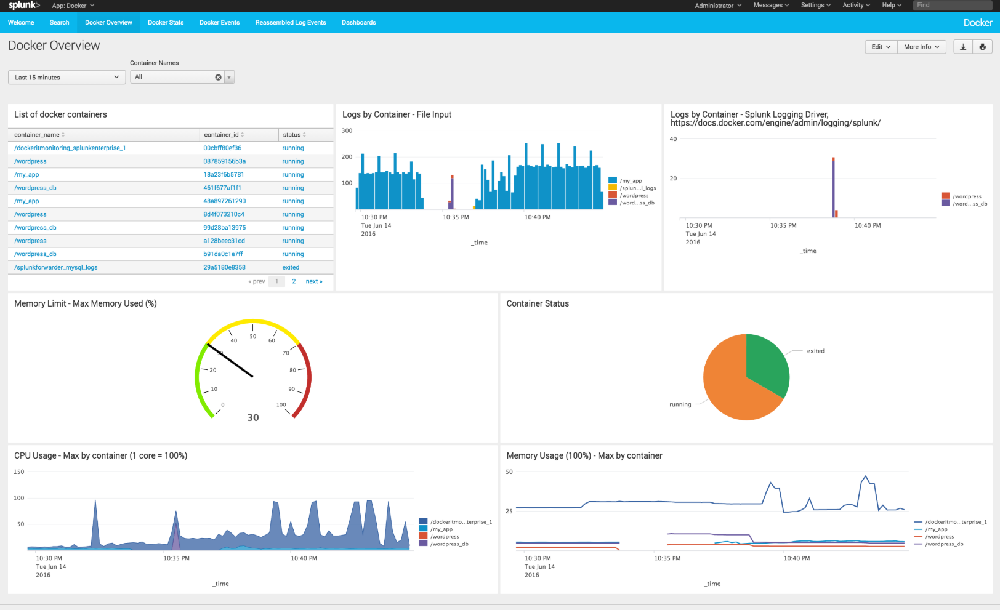 splunk> App: Docker Administrator Messages Settings Activity Help Find
Welcome Search Docker Overview Docker Stats Docker Events Reassembled Log Events Dashboards Docker
Docker Overview
Edit More Info
Container Names
Last 15 minutes All
List of docker containers
container_name container_id status
/dockeritmonitoring_splunkenterprise_1 00cbff80ef36 running
/wordpress 087859156b3a running
/my_app 18a23f6b5781 running
/wordpress_db 461f677af1f1 running
/my_app 48a897261290 running
/wordpress 8d4f073210c4 running
/wordpress_db 99d28ba13975 running
/wordpress a128beec31cd running
/wordpress_db b91da0c1e7ff running
/splunkforwarder_mysql_logs 29a5180e8358 exited
« prev 1 2 next »
Logs by Container - File Input
300
200
100
/my_app
/splun...l_logs
/wordpress
/word...ss_db
10:30 PM 10:35 PM 10:40 PM
Tue Jun 14
2016
_time
Logs by Container - Splunk Logging Driver,
https://docs.docker.com/engine/admin/logging/splunk/
40
20
/wordpress
/word...ss_db
10:30 PM 10:35 PM 10:40 PM
Tue Jun 14
2016
_time
Memory Limit - Max Memory Used (%)
0
10
20
30
40
50
60
70
80
90
100
30
Container Status
exited
running
CPU Usage - Max by container (1 core = 100%)
150
100
50
/dockeritmo...terprise_1
/my_app
/wordpress
/wordpress_db
10:30 PM 10:35 PM 10:40 PM
Tue Jun 14
2016
_time
Memory Usage (100%) - Max by container
50
25
/dockeritmo...terprise_1
/my_app
/wordpress
/wordpress_db
10:30 PM 10:35 PM 10:40 PM
Tue Jun 14
2016
_time